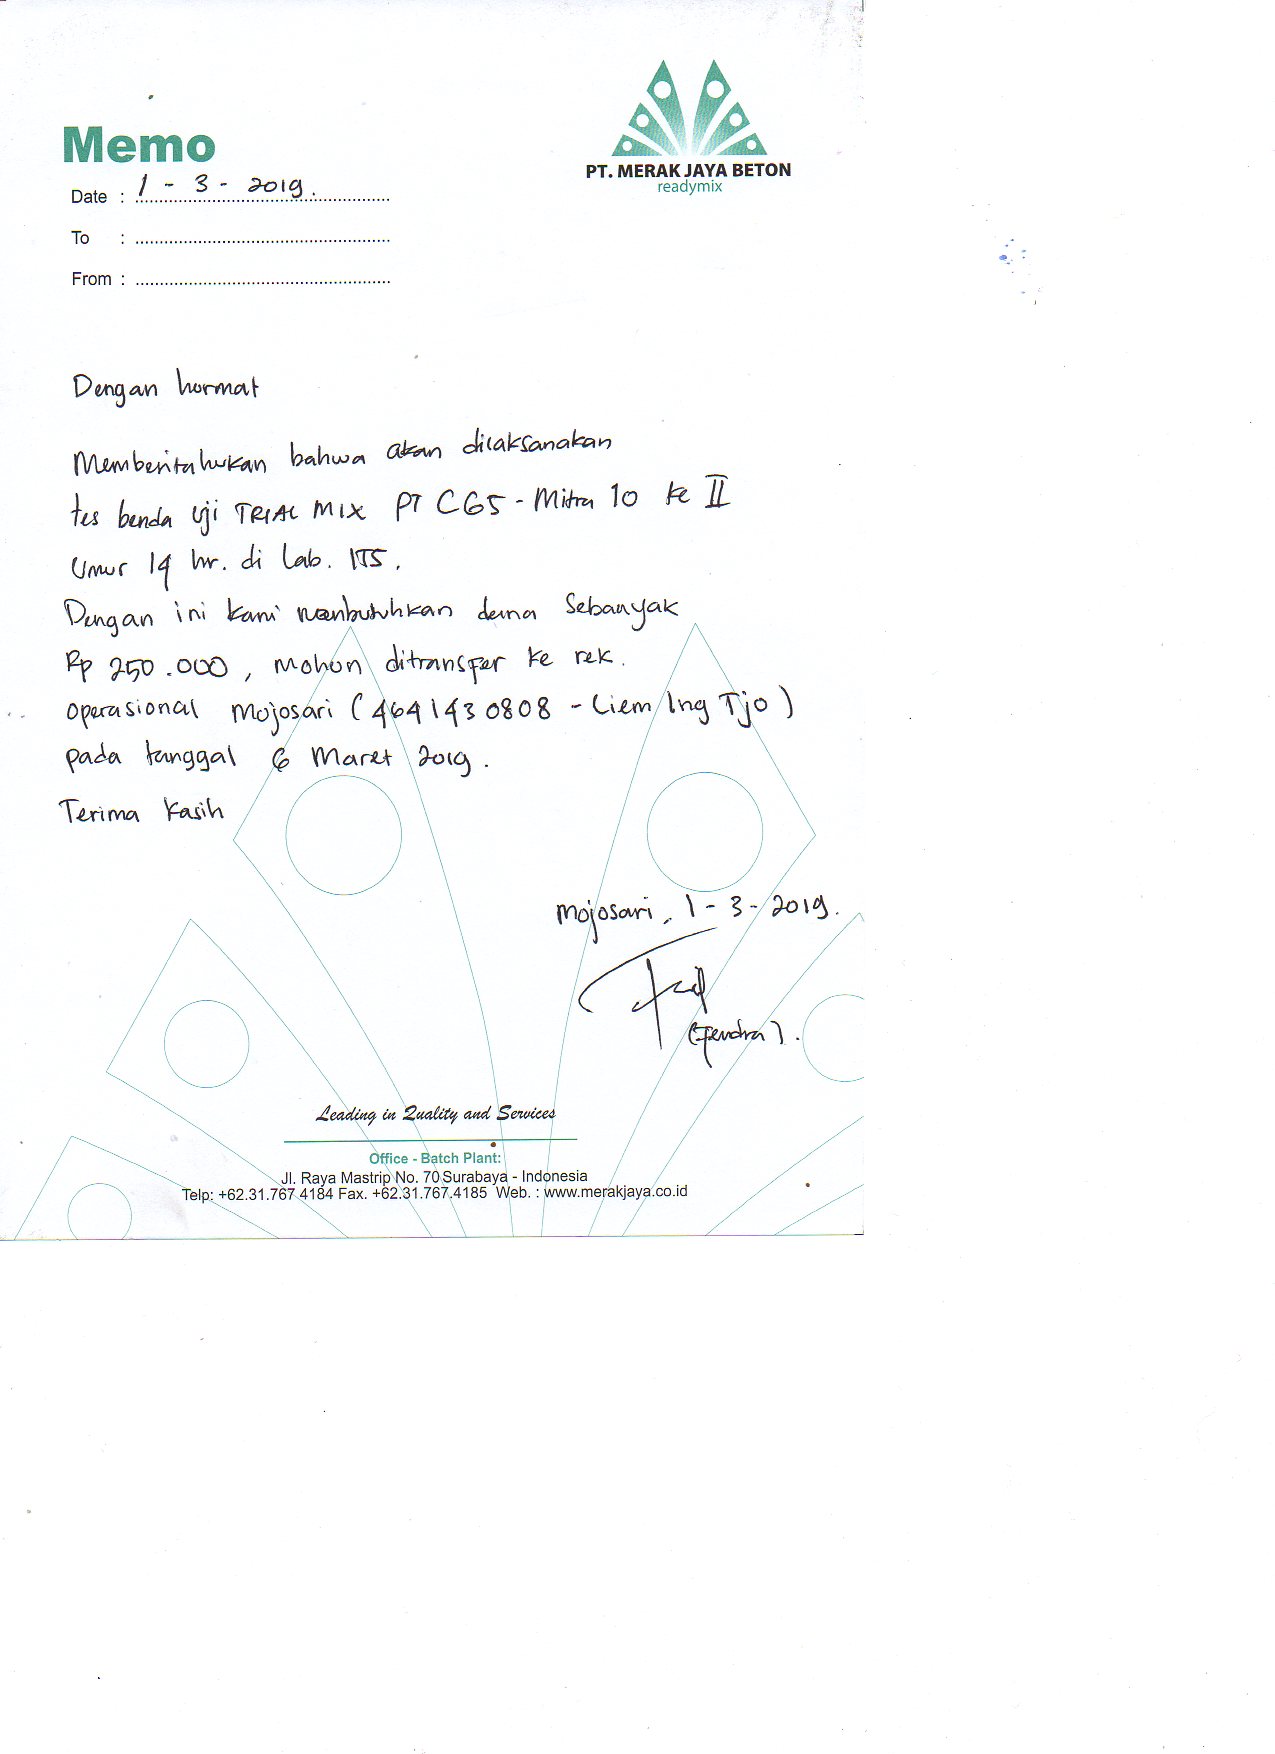 Memo
PT. MERAK JAYA BETON
readymix
Date : 1 - 3 - 2019.
To :
From :
Dengan hormat
Memberitahukan bahwa akan dilaksanakan
tes benda uji TRIAL MIX PT CG5 - Mitra 10 ke II
Umur 14 hr. di Lab. ITS.
Dengan ini kami membutuhkan dana Sebanyak
Rp 250.000, Mohon ditransfer ke rek.
Operasional Mojosari (4641430808 - Liem Ing Tjo)
pada tanggal 6 Maret 2019.
Terima Kasih
Mojosari, 1 - 3 - 2019.
Leading in Quality and Services
Office - Batch Plant:
Jl. Raya Mastrip No. 70 Surabaya - Indonesia
Telp: +62.31.767 4184 Fax. +62.31.767.4185 Web. : www.merakjaya.co.id